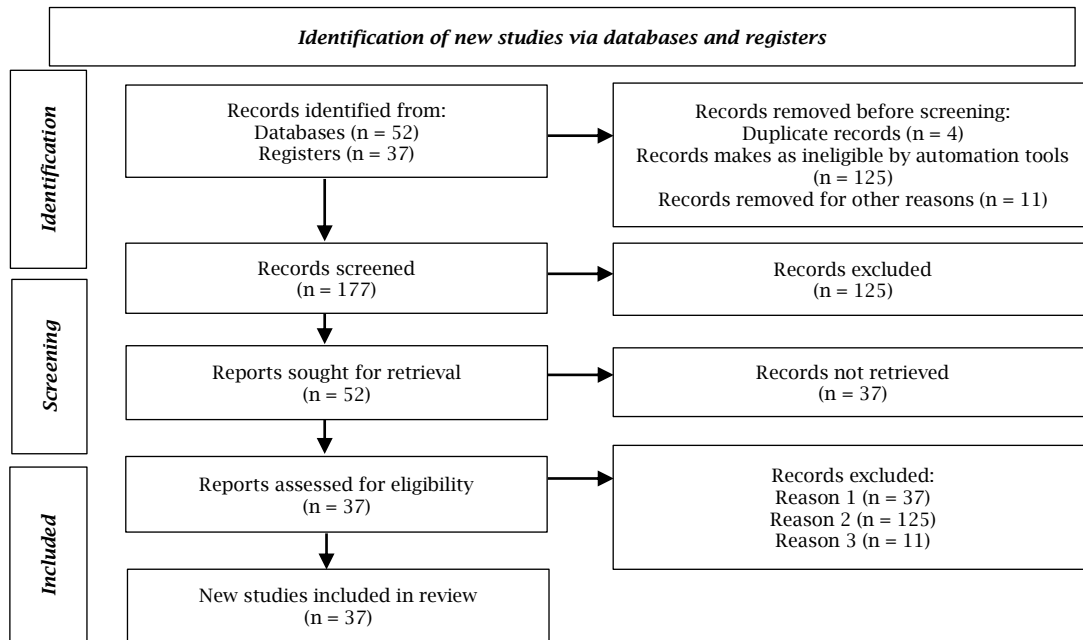 Identification of new studies via databases and registers
Identification
Records identified from:
Databases (n = 52)
Registers (n = 37)
Records removed before screening:
Duplicate records (n = 4)
Records makes as ineligible by automation tools
(n = 125)
Records removed for other reasons (n = 11)
Records screened
(n = 177)
Records excluded
(n = 125)
Screening
Reports sought for retrieval
(n = 52)
Records not retrieved
(n = 37)
Included
Reports assessed for eligibility
(n = 37)
Records excluded:
Reason 1 (n = 37)
Reason 2 (n = 125)
Reason 3 (n = 11)
New studies included in review
(n = 37)